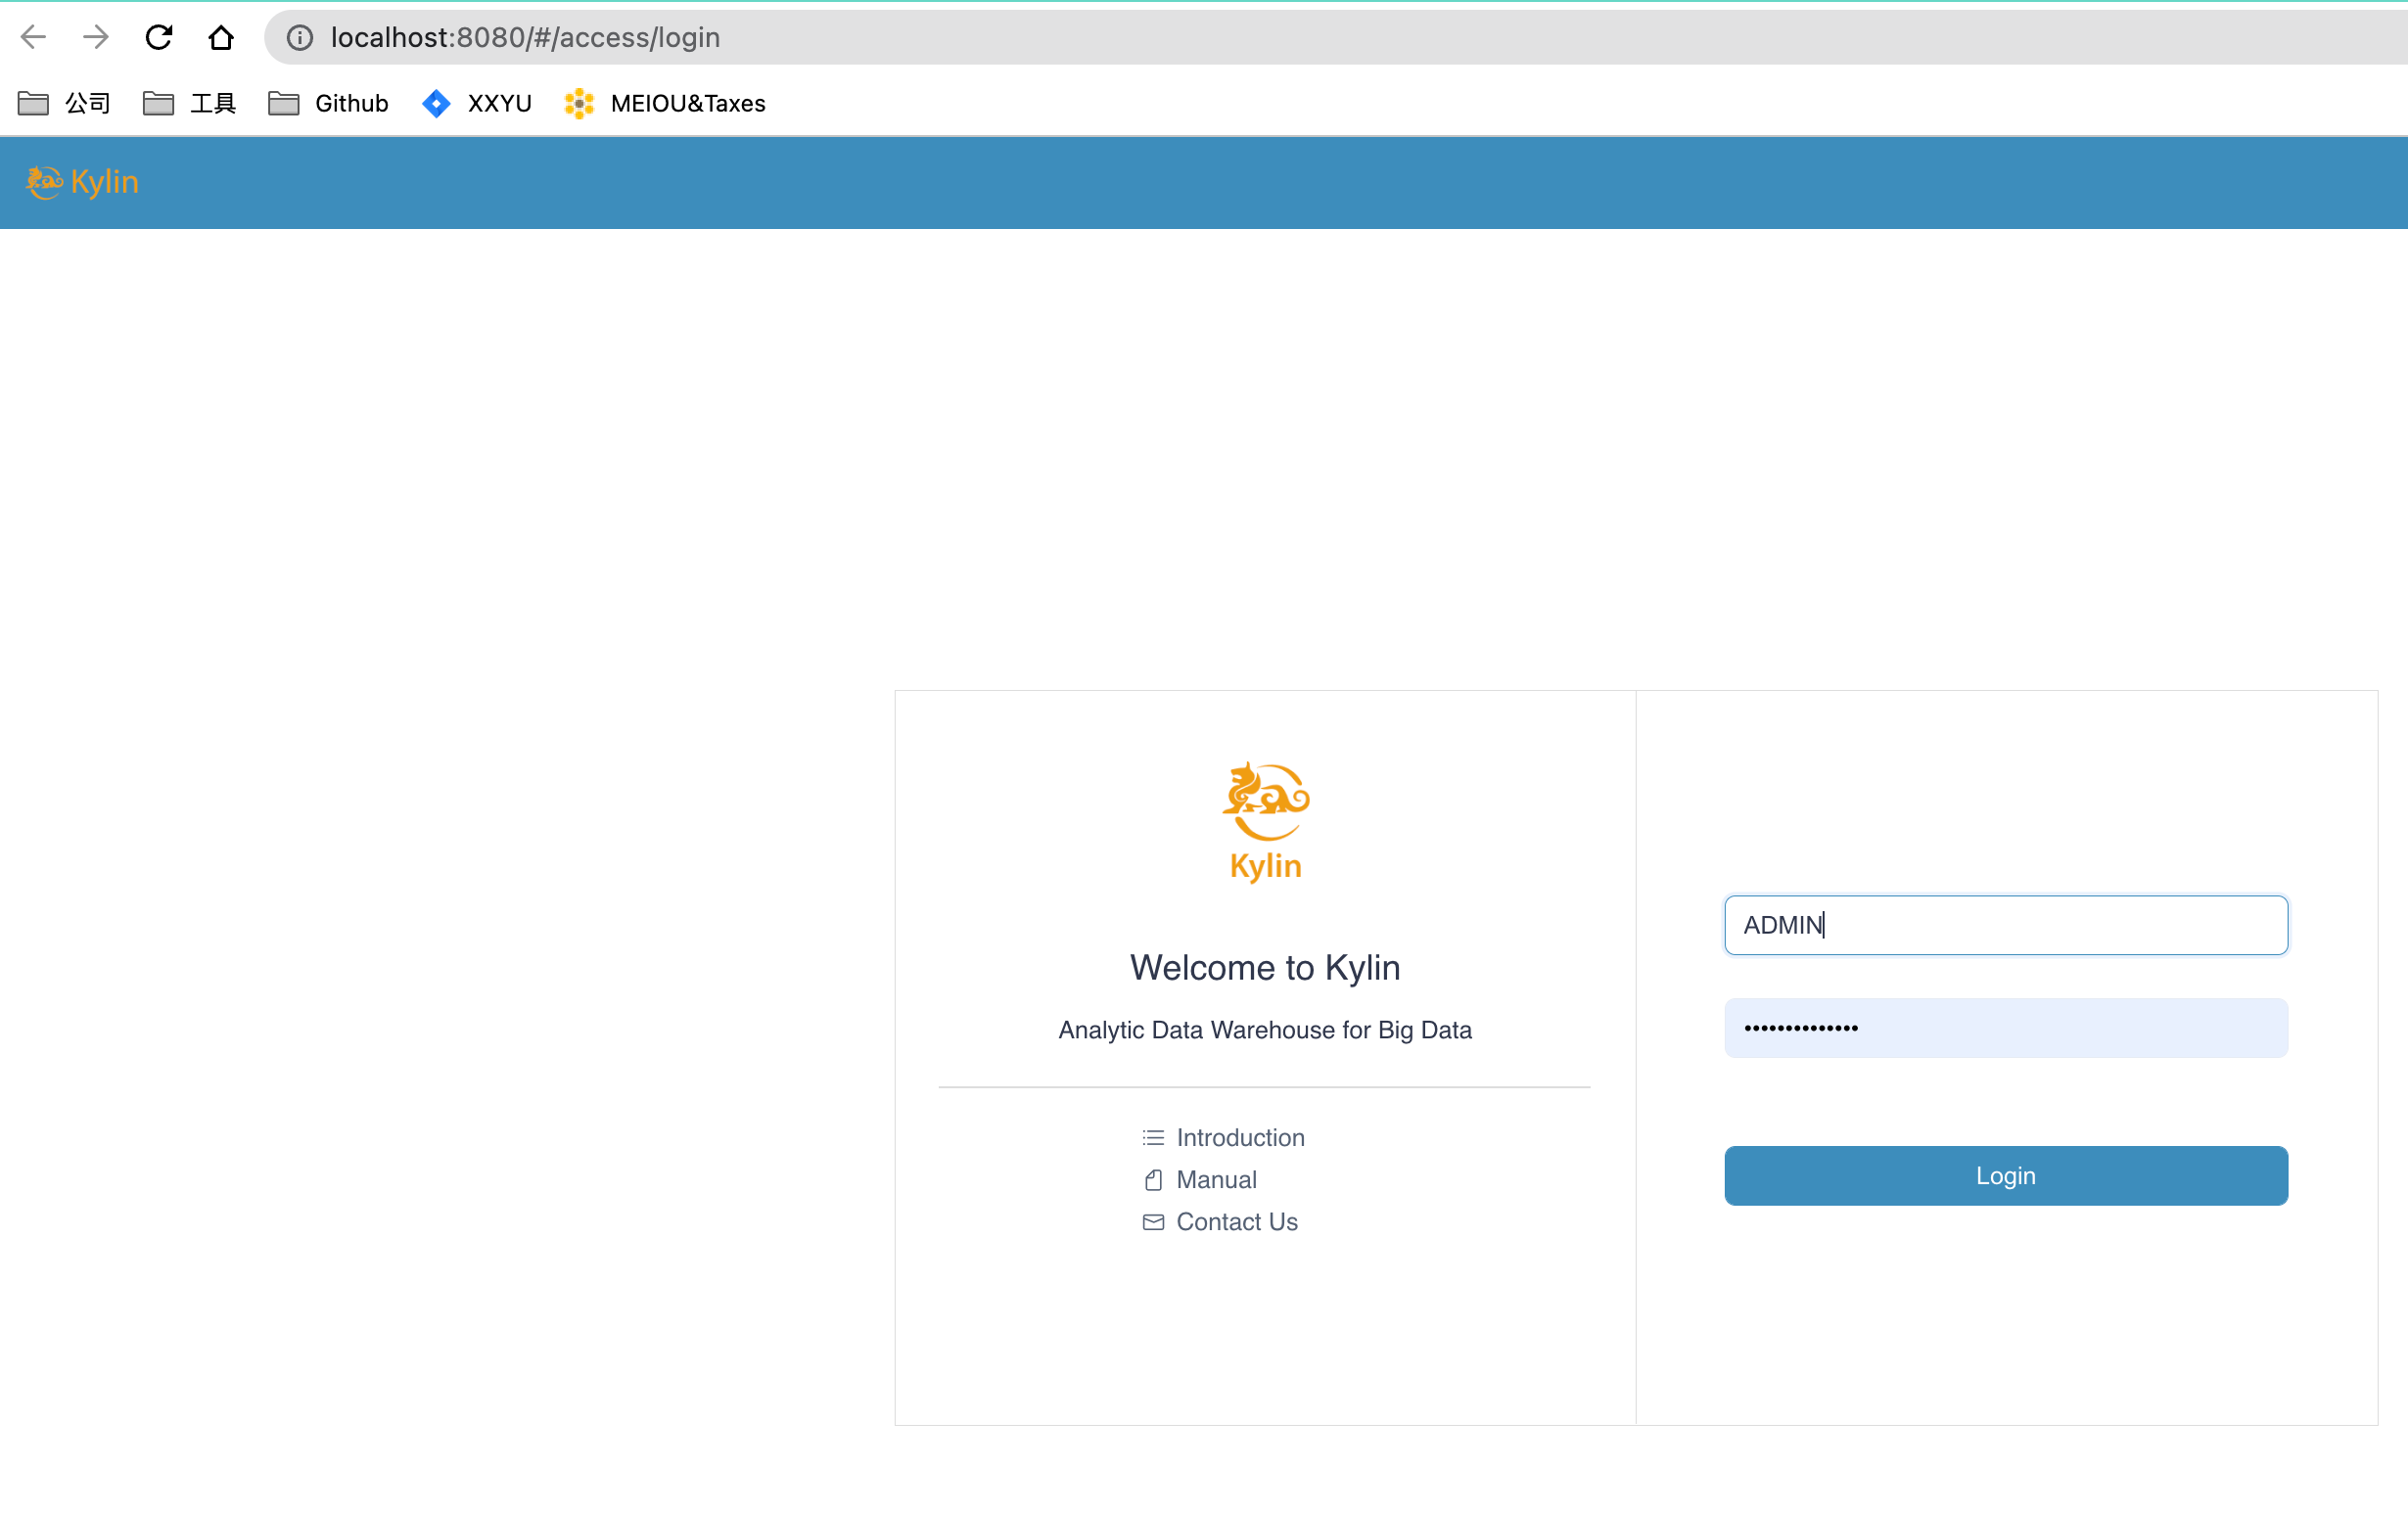 localhost:8080/#/access/login
公司 工具 Github XXYU MEIOU&Taxes
Kylin
Kylin
Welcome to Kylin
Analytic Data Warehouse for Big Data
Introduction
Manual
Contact Us
ADMIN
••••••••••••••
Login